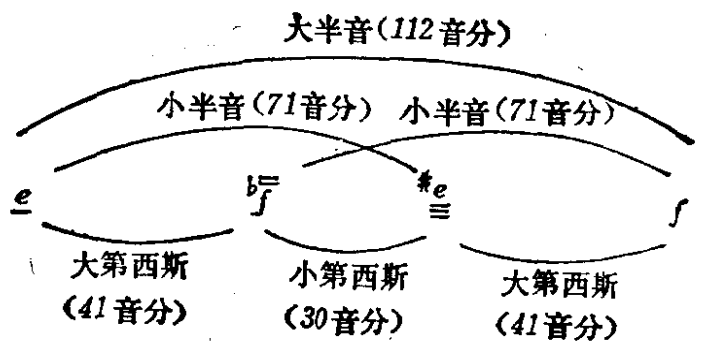 大半音(112音分)
小半音(71音分) 小半音(71音分)
e ♭f ♯e f
大第西斯 小第西斯 大第西斯
(41音分) (30音分) (41音分)